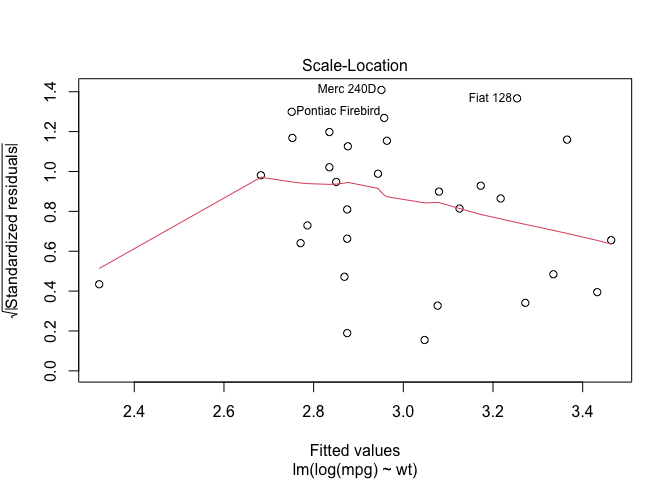 Scale-Location
√|Standardized residuals|
1.4
1.2
1.0
0.8
0.6
0.4
0.2
0.0
Merc 240D
Fiat 128
Pontiac Firebird
2.4 2.6 2.8 3.0 3.2 3.4
Fitted values
lm(log(mpg) ~ wt)